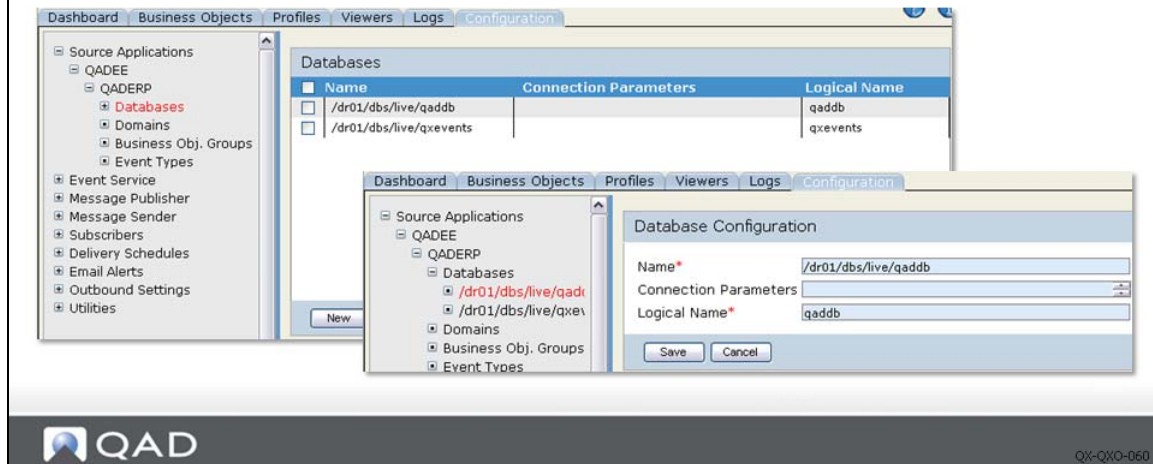 Dashboard Business Objects Profiles Viewers Logs Configuration
Source Applications
QADEE
QADERP
Databases
Domains
Business Obj. Groups
Event Types
Event Service
Message Publisher
Message Sender
Subscribers
Delivery Schedules
Email Alerts
Outbound Settings
Utilities
Databases
Name Connection Parameters Logical Name
/dr01/dbs/live/qaddb qaddb
/dr01/dbs/live/qxevents qxevents
New
Dashboard Business Objects Profiles Viewers Logs Configuration
Source Applications
QADEE
QADERP
Databases
/dr01/dbs/live/qad
/dr01/dbs/live/qxe
Domains
Business Obj. Groups
Event Types
Database Configuration
Name* /dr01/dbs/live/qaddb
Connection Parameters
Logical Name* qaddb
Save Cancel
QAD
QX-QXO-060